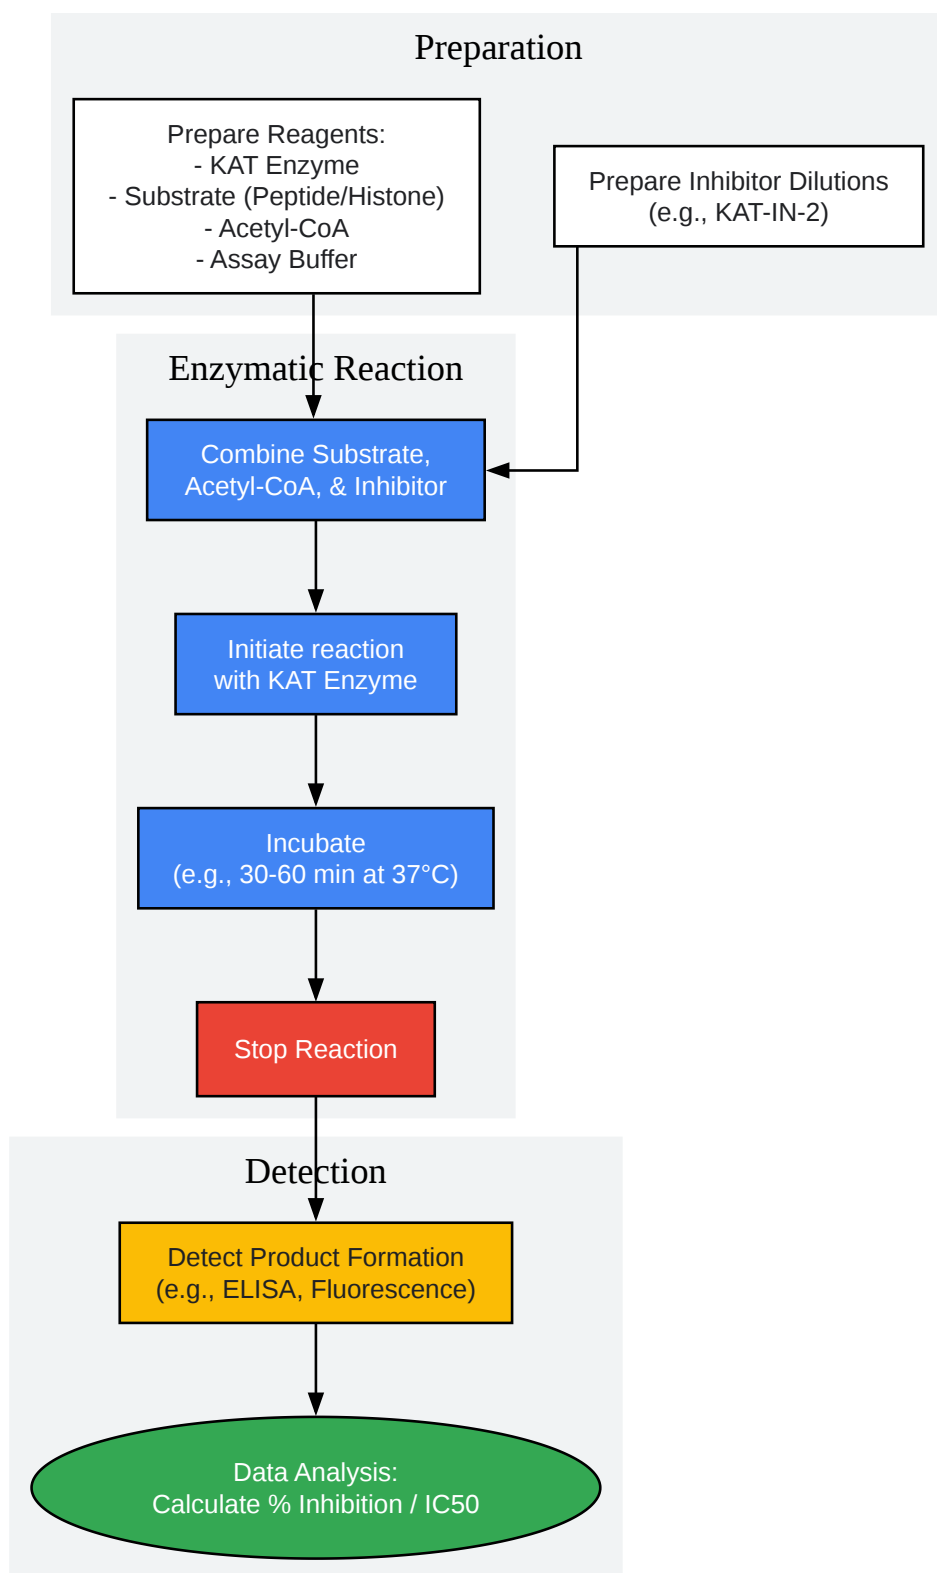 Preparation
Prepare Reagents:
- KAT Enzyme
- Substrate (Peptide/Histone)
- Acetyl-CoA
- Assay Buffer
Prepare Inhibitor Dilutions
(e.g., KAT-IN-2)
Enzymatic Reaction
Combine Substrate,
Acetyl-CoA, & Inhibitor
Initiate reaction
with KAT Enzyme
Incubate
(e.g., 30-60 min at 37°C)
Stop Reaction
Detection
Detect Product Formation
(e.g., ELISA, Fluorescence)
Data Analysis:
Calculate % Inhibition / IC50